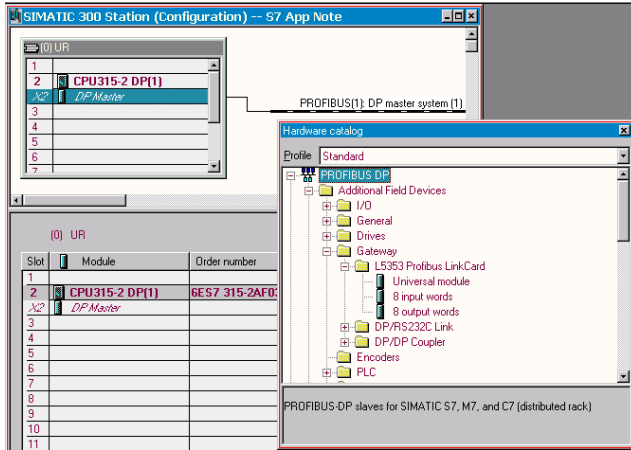 SIMATIC 300 Station (Configuration) -- S7 App Note
(0) UR
1
2 CPU315-2 DP(1)
X2 DP Master
3
4
5
6
7
PROFIBUS(1): DP master system (1)
Hardware catalog
Profile Standard
PROFIBUS DP
Additional Field Devices
I/O
General
Drives
Gateway
L5353 Profibus LinkCard
Universal module
8 input words
8 output words
DP/RS232C Link
DP/DP Coupler
Encoders
PLC
PROFIBUS-DP slaves for SIMATIC S7, M7, and C7 (distributed rack)
(0) UR
Slot Module Order number
1
2 CPU315-2 DP(1) 6ES7 315-2AF03
X2 DP Master
3
4
5
6
7
8
9
10
11